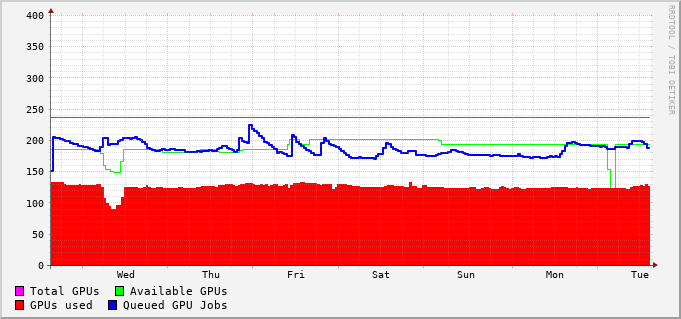 400
350
300
250
200
150
100
50
0
Wed Thu Fri Sat Sun Mon Tue
Total GPUs Available GPUs
GPUs used Queued GPU Jobs
RRDTOOL / TOBI OETIKER